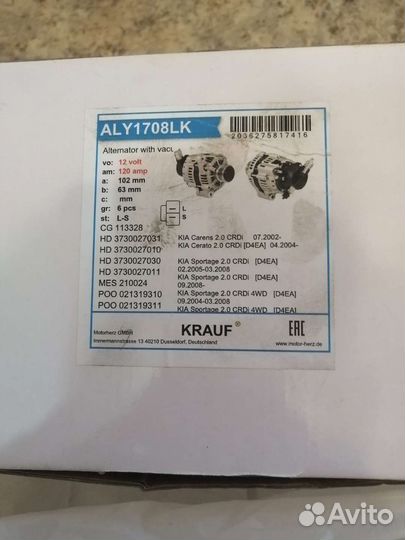 ALY1708LK
2036275817416
Alternator with vacu
vo: 12 volt
am: 120 amp
a: 102 mm
b: 63 mm
c: mm
gr: 6 pcs
st: L-S
L
S
CG 113328
HD 3730027031
HD 3730027010
HD 3730027030
HD 3730027011
MES 210024
POO 021319310
POO 021319311
KIA Carens 2.0 CRDi 07.2002-
KIA Cerato 2.0 CRDi [D4EA] 04.2004-
KIA Sportage 2.0 CRDi [D4EA]
02.2005-03.2008
KIA Sportage 2.0 CRDi [D4EA]
09.2008-
KIA Sportage 2.0 CRDi 4WD [D4EA]
09.2004-03.2008
KIA Sportage 2.0 CRDi 4WD [D4EA]
Motorherz GMBH
Immermannstrasse 13 40210 Dusseldorf, Deutschland
KRAUF
EAC
www.motor-herz.de
Avito